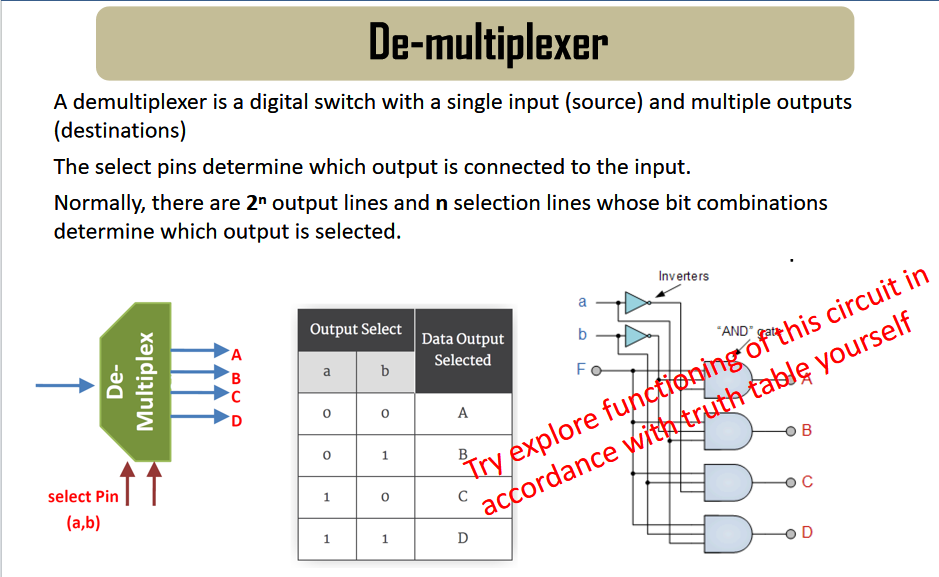 De-multiplexer
A demultiplexer is a digital switch with a single input (source) and multiple outputs
(destinations)
The select pins determine which output is connected to the input.
Normally, there are 2ⁿ output lines and n selection lines whose bit combinations
determine which output is selected.
De-
Multiplex
A
B
C
D
select Pin
(a,b)
Output Select
Data Output
Selected
a b
0 0 A
0 1 B
1 0 C
1 1 D
Inverters
a
b
F
"AND" gate
A
B
C
D
Try explore functioning of this circuit in
accordance with truth table yourself